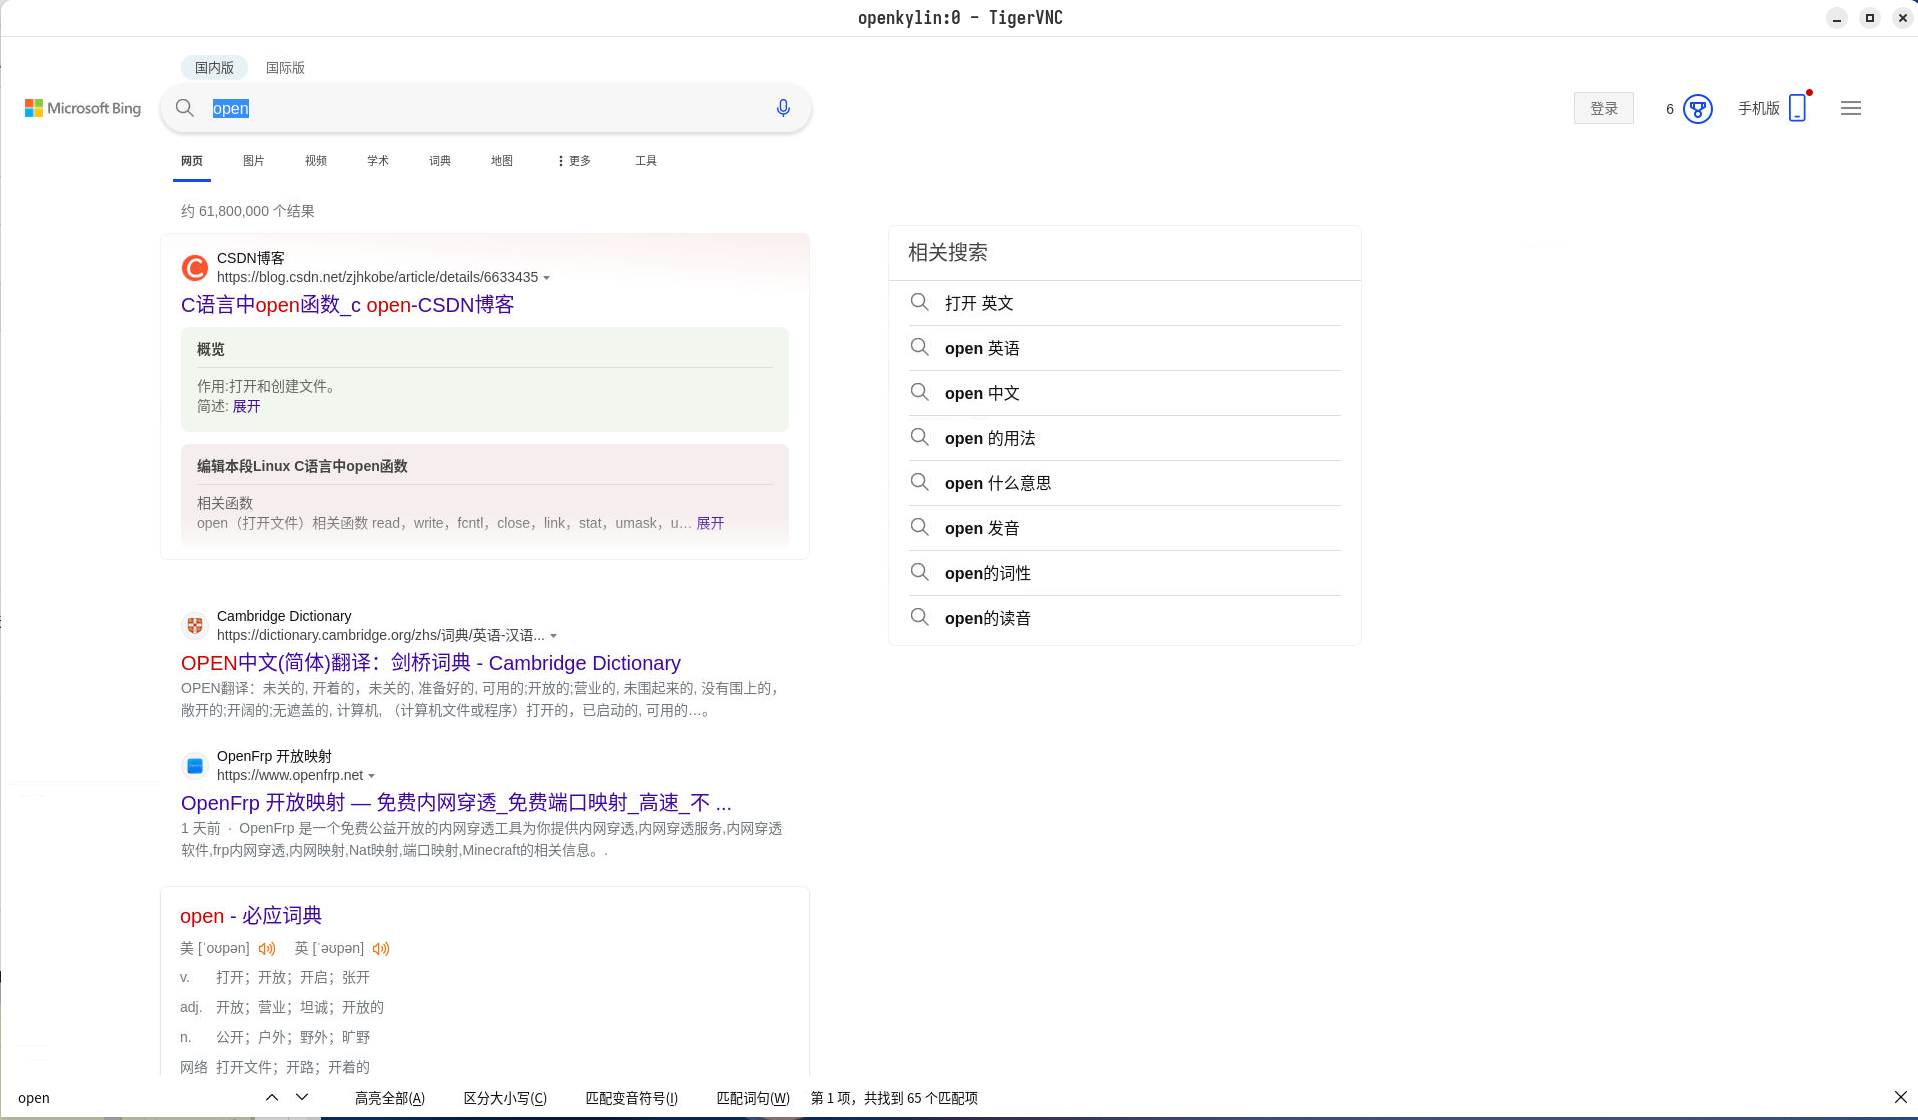 openkylin:0 - TigerVNC
国内版 国际版
Microsoft Bing open 登录 6 手机版
网页 图片 视频 学术 词典 地图 更多 工具
约 61,800,000 个结果
CSDN博客
https://blog.csdn.net/zjhkobe/article/details/6633435
C语言中open函数_c open-CSDN博客
概览
作用:打开和创建文件。
简述: 展开
编辑本段Linux C语言中open函数
相关函数
open（打开文件）相关函数 read，write，fcntl，close，link，stat，umask，u… 展开
Cambridge Dictionary
https://dictionary.cambridge.org/zhs/词典/英语-汉语...
OPEN中文(简体)翻译：剑桥词典 - Cambridge Dictionary
OPEN翻译：未关的, 开着的，未关的, 准备好的, 可用的;开放的;营业的, 未围起来的, 没有围上的，
敞开的;开阔的;无遮盖的, 计算机, （计算机文件或程序）打开的，已启动的, 可用的…。
OpenFrp 开放映射
https://www.openfrp.net
OpenFrp 开放映射 — 免费内网穿透_免费端口映射_高速_不 ...
1 天前 · OpenFrp 是一个免费公益开放的内网穿透工具为你提供内网穿透,内网穿透服务,内网穿透
软件,frp内网穿透,内网映射,Nat映射,端口映射,Minecraft的相关信息。.
open - 必应词典
美 [ˈoʊpən] 英 [ˈəʊpən]
v. 打开；开放；开启；张开
adj. 开放；营业；坦诚；开放的
n. 公开；户外；野外；旷野
网络 打开文件；开路；开着的
相关搜索
打开 英文
open 英语
open 中文
open 的用法
open 什么意思
open 发音
open的词性
open的读音
open 高亮全部(A) 区分大小写(C) 匹配变音符号(I) 匹配词句(W) 第 1 项，共找到 65 个匹配项